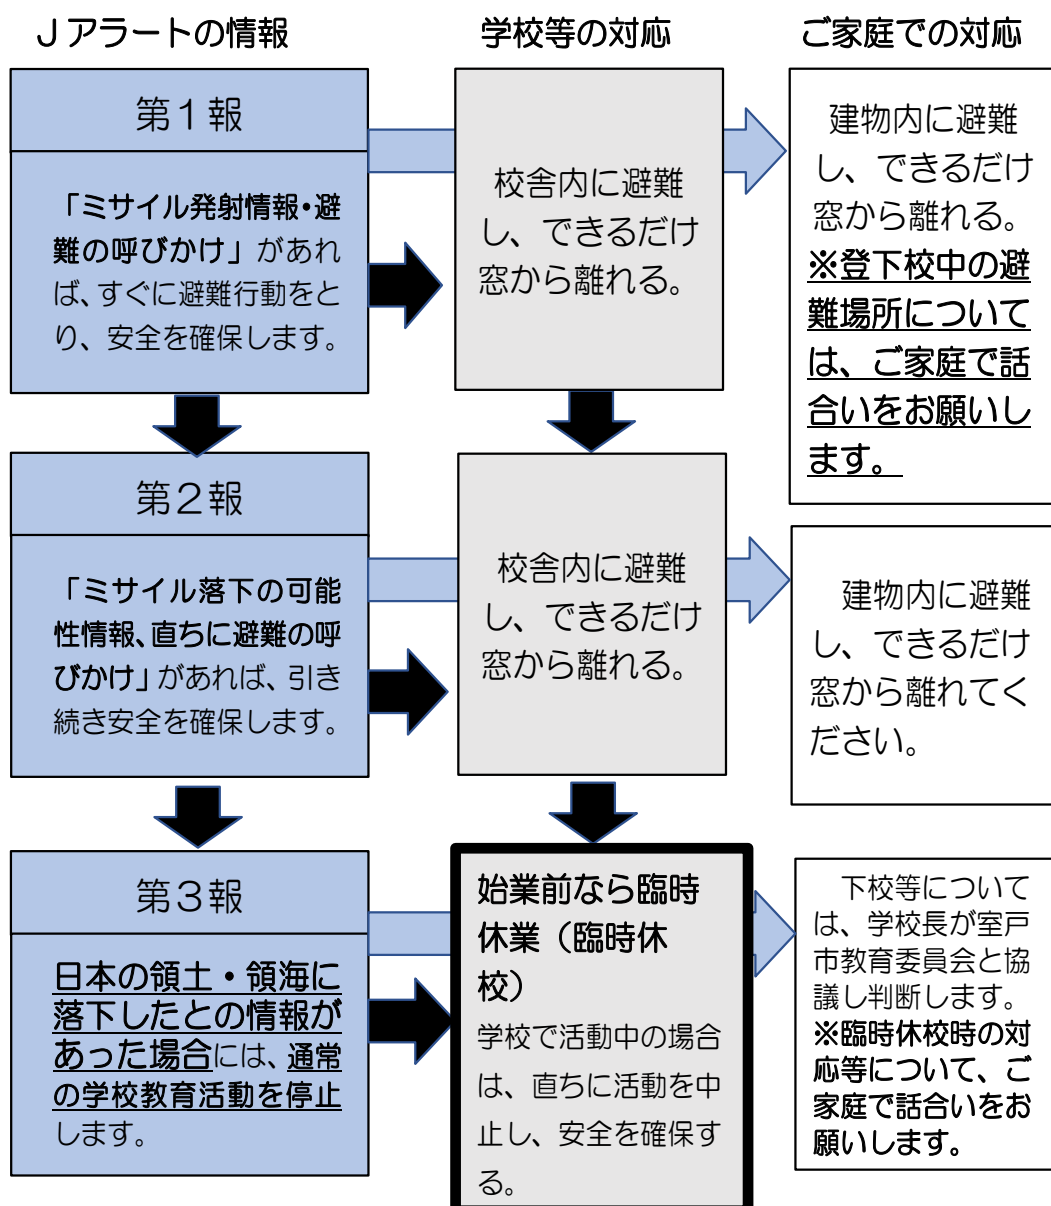 Ｊアラートの情報
学校等の対応
ご家庭での対応
第１報
「ミサイル発射情報・避
難の呼びかけ」があれ
ば、すぐに避難行動をと
り、安全を確保します。
校舎内に避難
し、できるだけ
窓から離れる。
建物内に避難
し、できるだけ
窓から離れる。
※登下校中の避
難場所について
は、ご家庭で話
合いをお願いし
ます。
第２報
「ミサイル落下の可能
性情報、直ちに避難の呼
びかけ」があれば、引き
続き安全を確保します。
校舎内に避難
し、できるだけ
窓から離れる。
建物内に避難
し、できるだけ
窓から離れてく
ださい。
第３報
日本の領土・領海に
落下したとの情報が
あった場合には、通常
の学校教育活動を停止
します。
始業前なら臨時
休業（臨時休
校）
学校で活動中の場合
は、直ちに活動を中
止し、安全を確保す
る。
下校等について
は、学校長が室戸
市教育委員会と協
議し判断します。
※臨時休校時の対
応等について、ご
家庭で話合いをお
願いします。